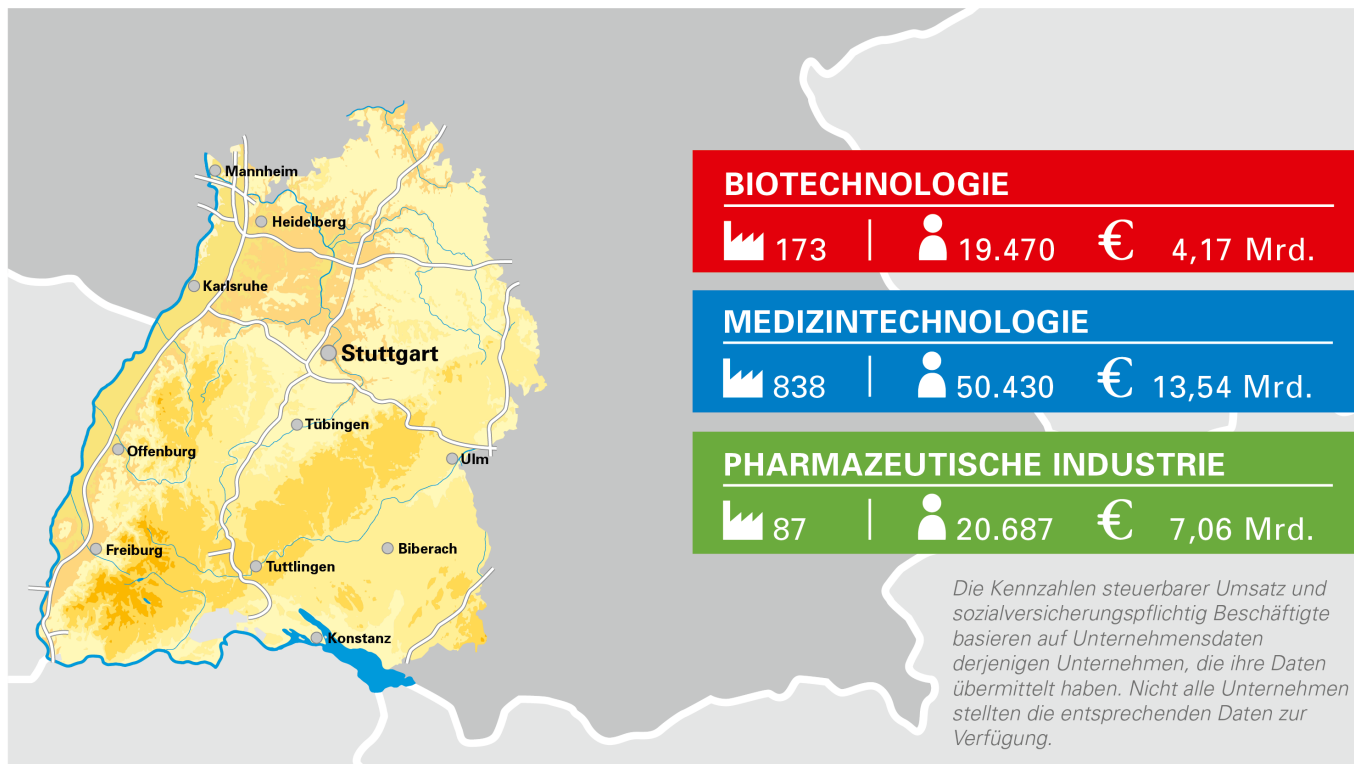 Mannheim
Heidelberg
Karlsruhe
Stuttgart
Tübingen
Offenburg
Ulm
Freiburg
Biberach
Tuttlingen
Konstanz
BIOTECHNOLOGIE
173 | 19.470 € 4,17 Mrd.
MEDIZINTECHNOLOGIE
838 | 50.430 € 13,54 Mrd.
PHARMAZEUTISCHE INDUSTRIE
87 | 20.687 € 7,06 Mrd.
Die Kennzahlen steuerbarer Umsatz und
sozialversicherungspflichtig Beschäftigte
basieren auf Unternehmensdaten
derjenigen Unternehmen, die ihre Daten
übermittelt haben. Nicht alle Unternehmen
stellten die entsprechenden Daten zur
Verfügung.